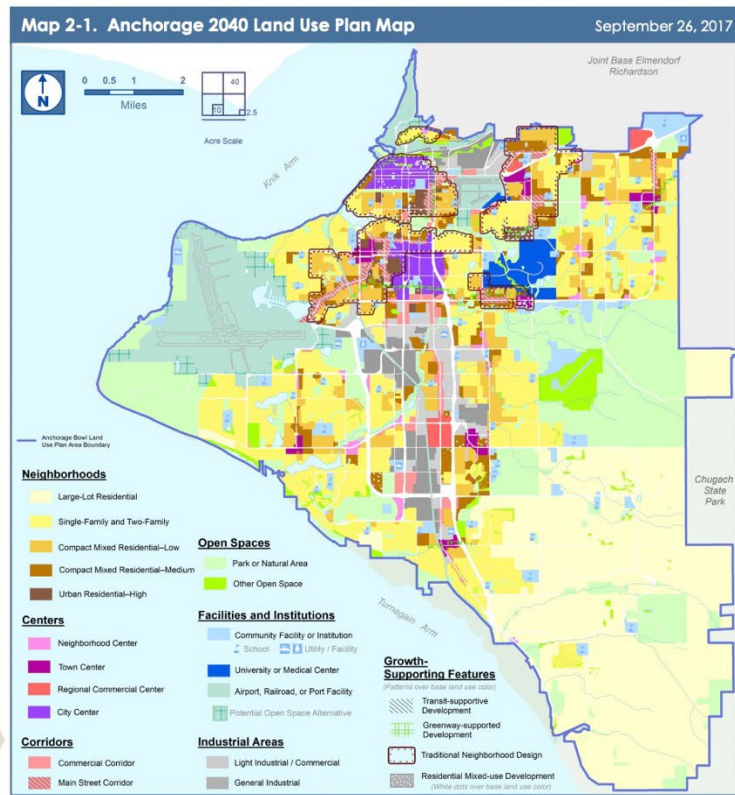 Map 2-1. Anchorage 2040 Land Use Plan Map
September 26, 2017
Joint Base Elmendorf
Richardson
N
0 0.5 1 2
Miles
40
10
2.5
Acre Scale
Knik Arm
Anchorage Bowl Land
Use Plan Area Boundary
Chugach
State
Park
Turnagain Arm
Neighborhoods
Large-Lot Residential
Single-Family and Two-Family
Compact Mixed Residential–Low
Compact Mixed Residential–Medium
Urban Residential–High
Centers
Neighborhood Center
Town Center
Regional Commercial Center
City Center
Corridors
Commercial Corridor
Main Street Corridor
Open Spaces
Park or Natural Area
Other Open Space
Facilities and Institutions
Community Facility or Institution
School Utility / Facility
University or Medical Center
Airport, Railroad, or Port Facility
Potential Open Space Alternative
Industrial Areas
Light Industrial / Commercial
General Industrial
Growth-
Supporting Features
(Patterns over base land use color)
Transit-supportive
Development
Greenway-supported
Development
Traditional Neighborhood Design
Residential Mixed-use Development
(White dots over base land use color)